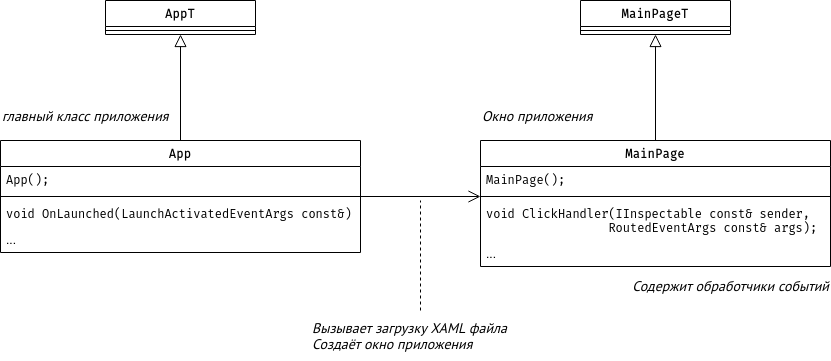 AppT
MainPageT
главный класс приложения
Окно приложения
App
App();
void OnLaunched(LaunchActivatedEventArgs const&)
...
MainPage
MainPage();
void ClickHandler(IInspectable const& sender,
RoutedEventArgs const& args);
...
Содержит обработчики событий
Вызывает загрузку XAML файла
Создаёт окно приложения